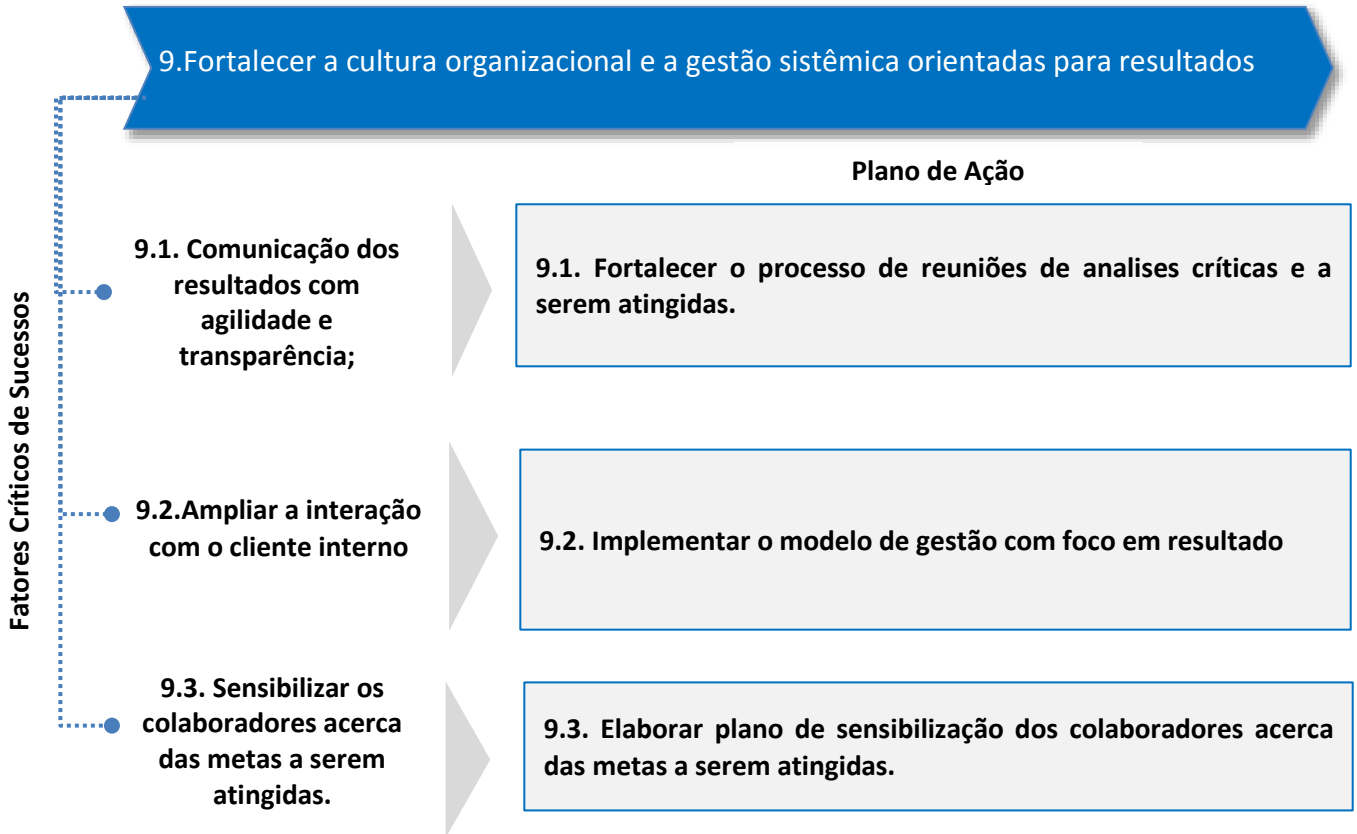 9.Fortalecer a cultura organizacional e a gestão sistêmica orientadas para resultados
Plano de Ação
Fatores Críticos de Sucessos
9.1. Comunicação dos
resultados com
agilidade e
transparência;
9.1. Fortalecer o processo de reuniões de analises críticas e a
serem atingidas.
9.2.Ampliar a interação
com o cliente interno
9.2. Implementar o modelo de gestão com foco em resultado
9.3. Sensibilizar os
colaboradores acerca
das metas a serem
atingidas.
9.3. Elaborar plano de sensibilização dos colaboradores acerca
das metas a serem atingidas.